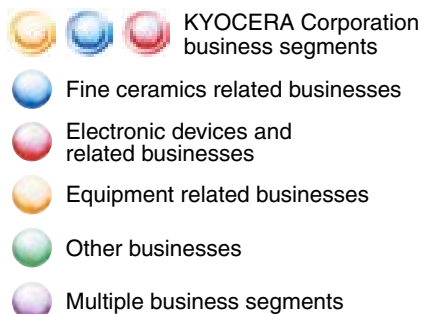 KYOCERA Corporation
business segments
Fine ceramics related businesses
Electronic devices and
related businesses
Equipment related businesses
Other businesses
Multiple business segments